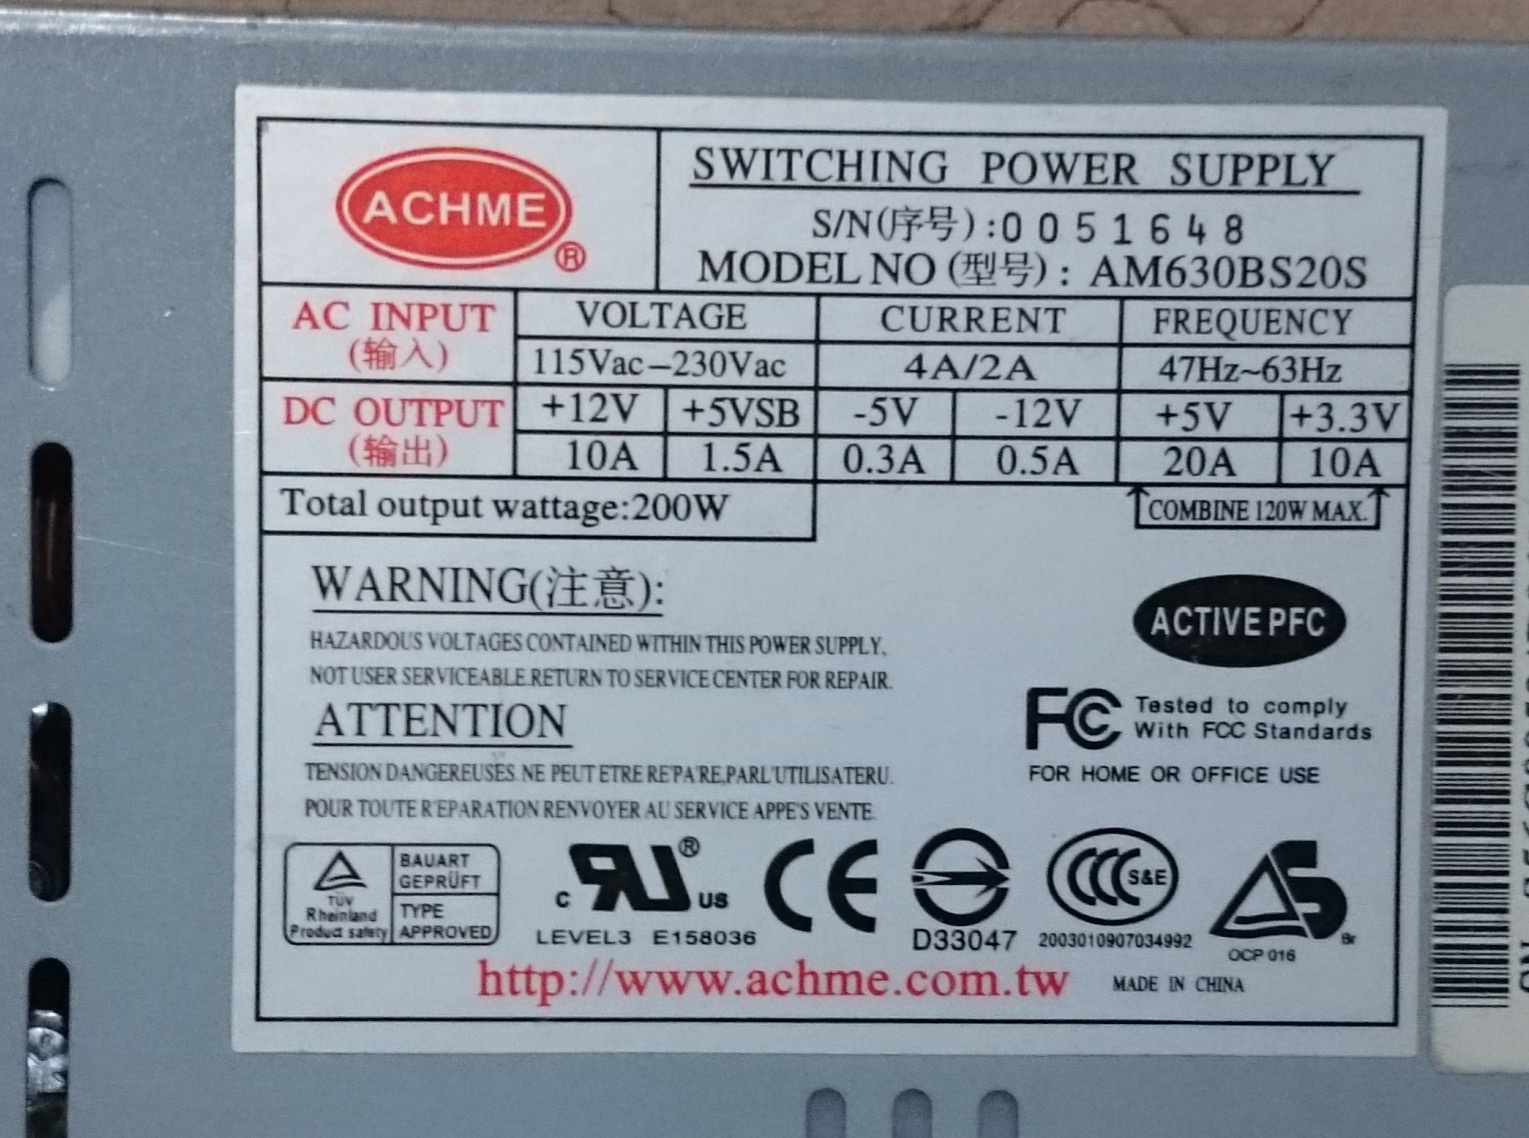 ACHME ®
SWITCHING POWER SUPPLY
S/N(序号):0051648
MODEL NO (型号): AM630BS20S
AC INPUT (输入) VOLTAGE CURRENT FREQUENCY
115Vac–230Vac 4A/2A 47Hz~63Hz
DC OUTPUT (输出) +12V +5VSB -5V -12V +5V +3.3V
10A 1.5A 0.3A 0.5A 20A 10A
Total output wattage:200W
COMBINE 120W MAX.
WARNING(注意):
HAZARDOUS VOLTAGES CONTAINED WITHIN THIS POWER SUPPLY.
NOT USER SERVICEABLE.RETURN TO SERVICE CENTER FOR REPAIR.
ACTIVE PFC
ATTENTION
TENSION DANGEREUSES. NE PEUT ETRE RE'PA'RE,PARL'UTILISATERU.
POUR TOUTE R'EPARATION RENVOYER AU SERVICE APPE'S VENTE.
FC Tested to comply
With FCC Standards
FOR HOME OR OFFICE USE
TÜV
Rheinland
Product safety
BAUART
GEPRÜFT
TYPE
APPROVED
C RU ® US
LEVEL3 E158036
CE
D33047
CCC S&E
2003010907034992
S Br
OCP 016
http://www.achme.com.tw
MADE IN CHINA